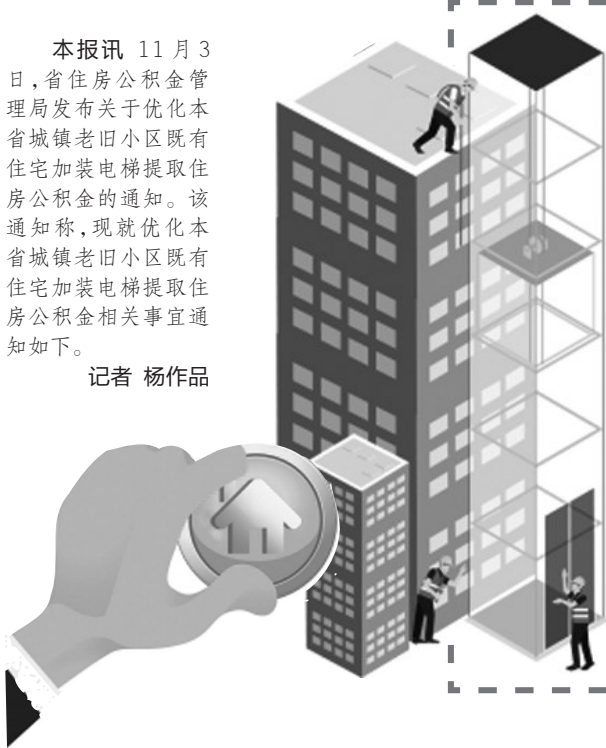 本报讯 11月3
日,省住房公积金管
理局发布关于优化本
省城镇老旧小区既有
住宅加装电梯提取住
房公积金的通知。该
通知称,现就优化本
省城镇老旧小区既有
住宅加装电梯提取住
房公积金相关事宜通
知如下。
记者 杨作品